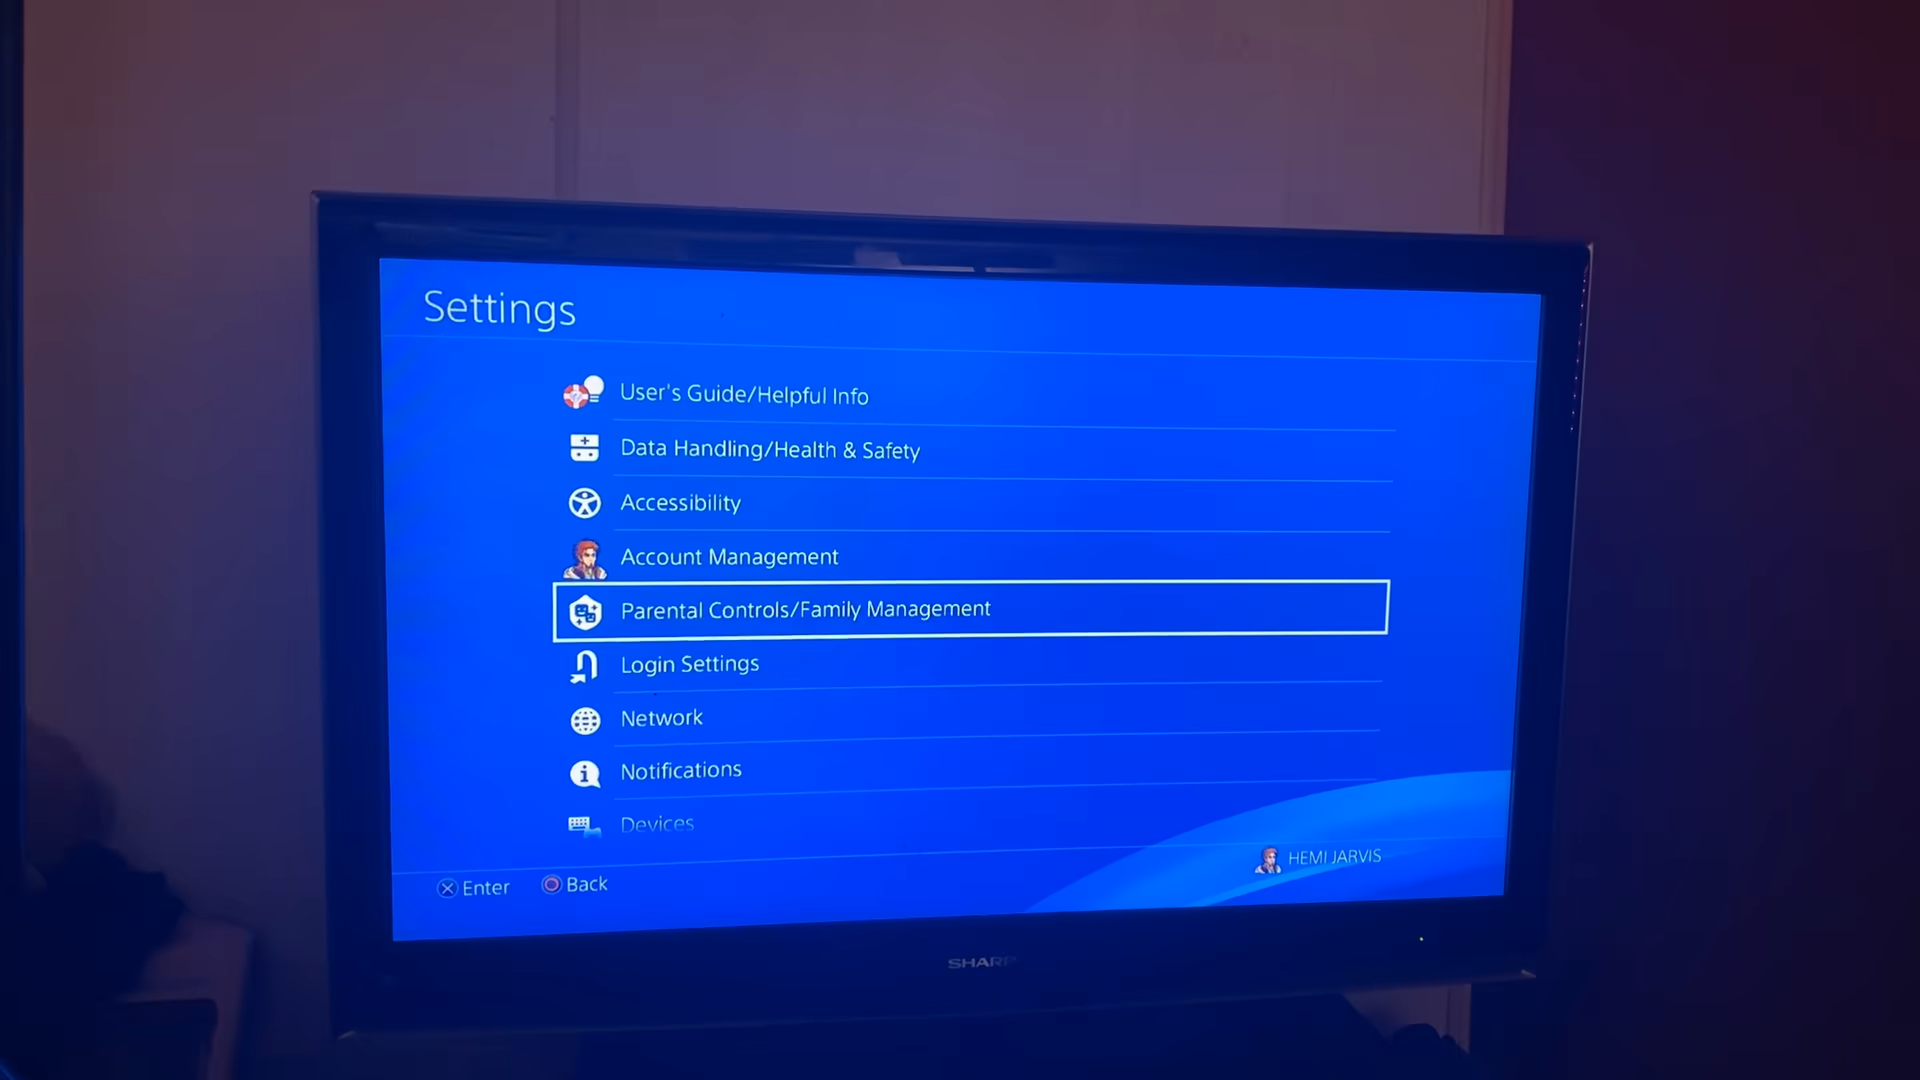 Settings
User's Guide/Helpful Info
Data Handling/Health & Safety
Accessibility
Account Management
Parental Controls/Family Management
Login Settings
Network
Notifications
Devices
HEMI JARVIS
Enter Back
SHARP